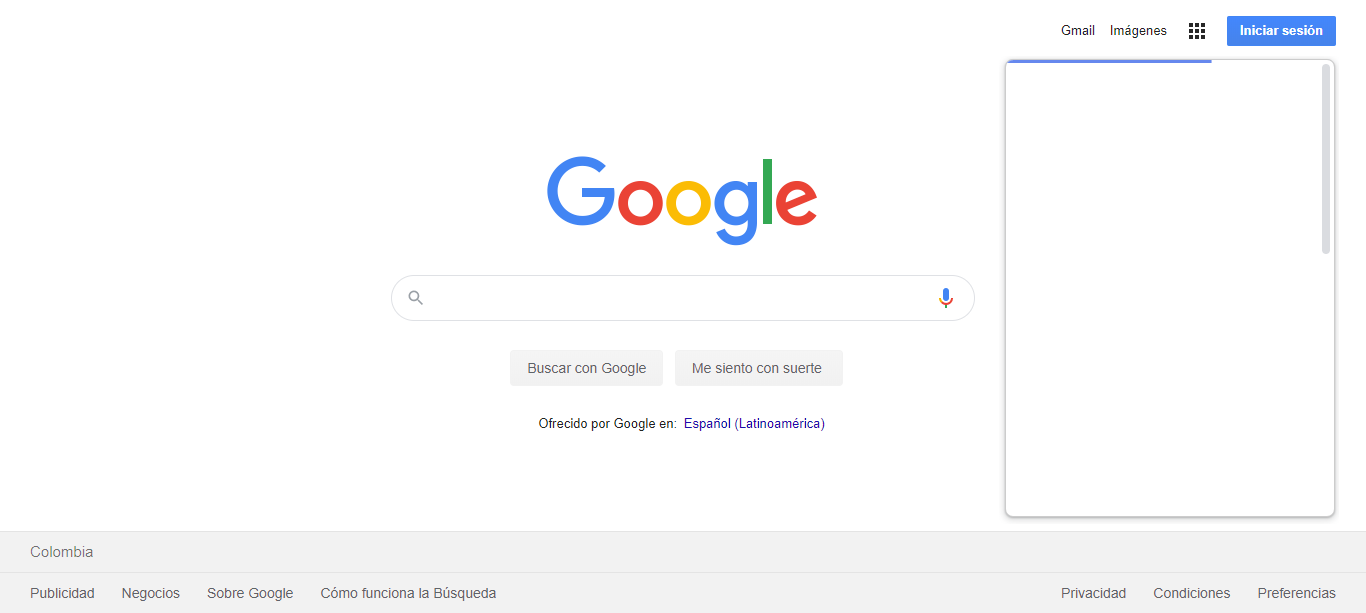 Gmail Imágenes Iniciar sesión
Google
Buscar con Google Me siento con suerte
Ofrecido por Google en: Español (Latinoamérica)
Colombia
Publicidad Negocios Sobre Google Cómo funciona la Búsqueda Privacidad Condiciones Preferencias